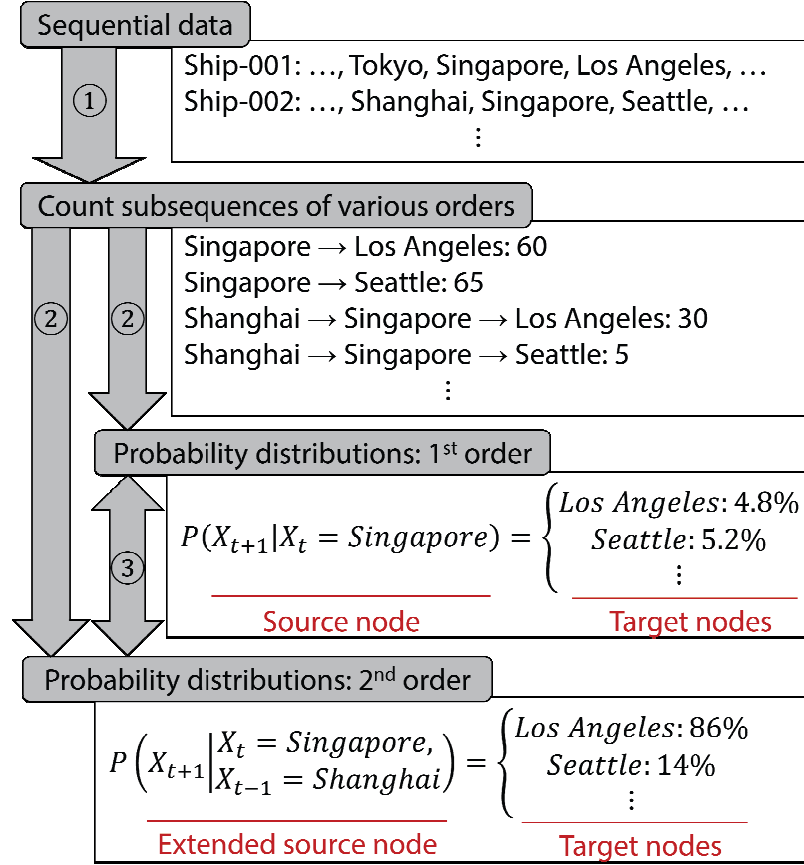 Sequential data
Ship-001: …, Tokyo, Singapore, Los Angeles, …
Ship-002: …, Shanghai, Singapore, Seattle, …
⋮
①
Count subsequences of various orders
Singapore → Los Angeles: 60
Singapore → Seattle: 65
Shanghai → Singapore → Los Angeles: 30
Shanghai → Singapore → Seattle: 5
⋮
②
②
Probability distributions: 1st order
P(Xt+1|Xt = Singapore) = { Los Angeles: 4.8%
Seattle: 5.2%
⋮
③
Source node
Target nodes
Probability distributions: 2nd order
P(Xt+1|Xt = Singapore,
Xt−1 = Shanghai) = { Los Angeles: 86%
Seattle: 14%
⋮
Extended source node
Target nodes